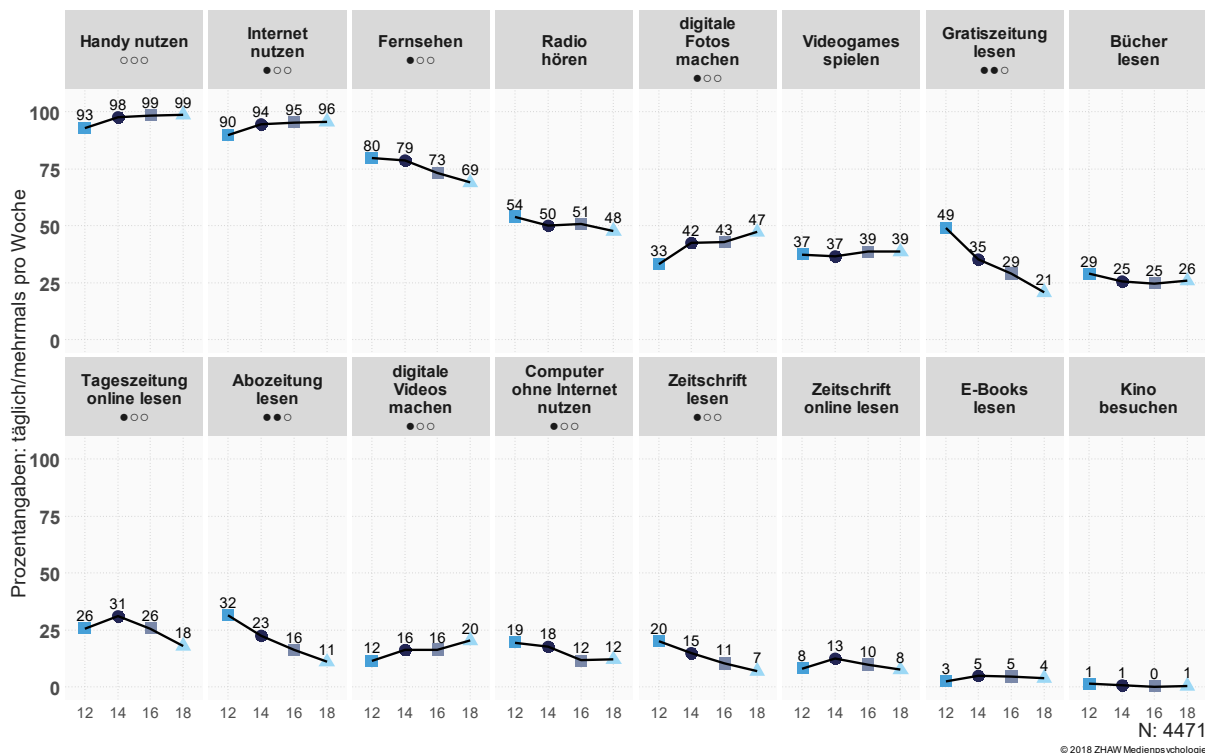 Handy nutzen
○○○
Internet
nutzen
●○○
Fernsehen
●○○
Radio
hören
digitale
Fotos
machen
●○○
Videogames
spielen
Gratiszeitung
lesen
●●○
Bücher
lesen
Prozentangaben: täglich/mehrmals pro Woche
100
75
50
25
0
93 98 99 99
90 94 95 96
80 79 73 69
54 50 51 48
33 42 43 47
37 37 39 39
49 35 29 21
29 25 25 26
Tageszeitung
online lesen
●○○
Abozeitung
lesen
●●○
digitale
Videos
machen
●○○
Computer
ohne Internet
nutzen
●○○
Zeitschrift
lesen
●○○
Zeitschrift
online lesen
E-Books
lesen
Kino
besuchen
100
75
50
25
0
26 31 26 18
32 23 16 11
12 16 16 20
19 18 12 12
20 15 11 7
8 13 10 8
3 5 5 4
1 1 0 1
12 14 16 18
12 14 16 18
12 14 16 18
12 14 16 18
12 14 16 18
12 14 16 18
12 14 16 18
12 14 16 18
N: 4471
© 2018 ZHAW Medienpsychologie